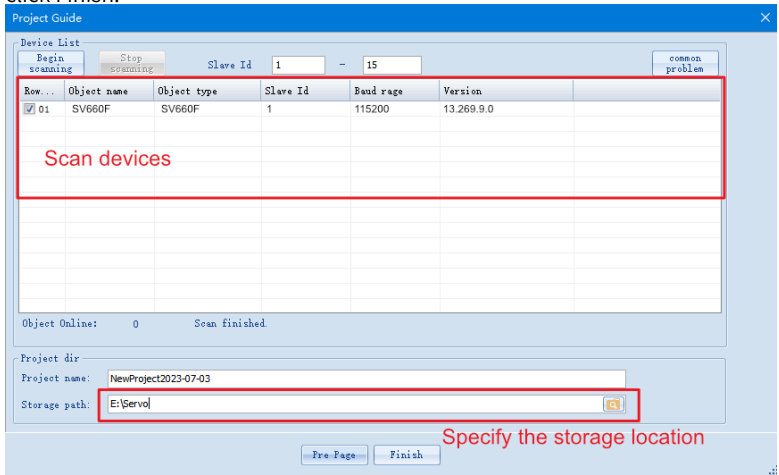 click Finish.
Project Guide
Device List
Begin scanning
Stop scanning
Slave Id 1 - 15
common problem
Row... Object name Object type Slave Id Baud rage Version
01 SV660F SV660F 1 115200 13.269.9.0
Scan devices
Object Online: 0 Scan finished.
Project dir
Project name: NewProject2023-07-03
Storage path: E:\Servo
Specify the storage location
Pre Page Finish